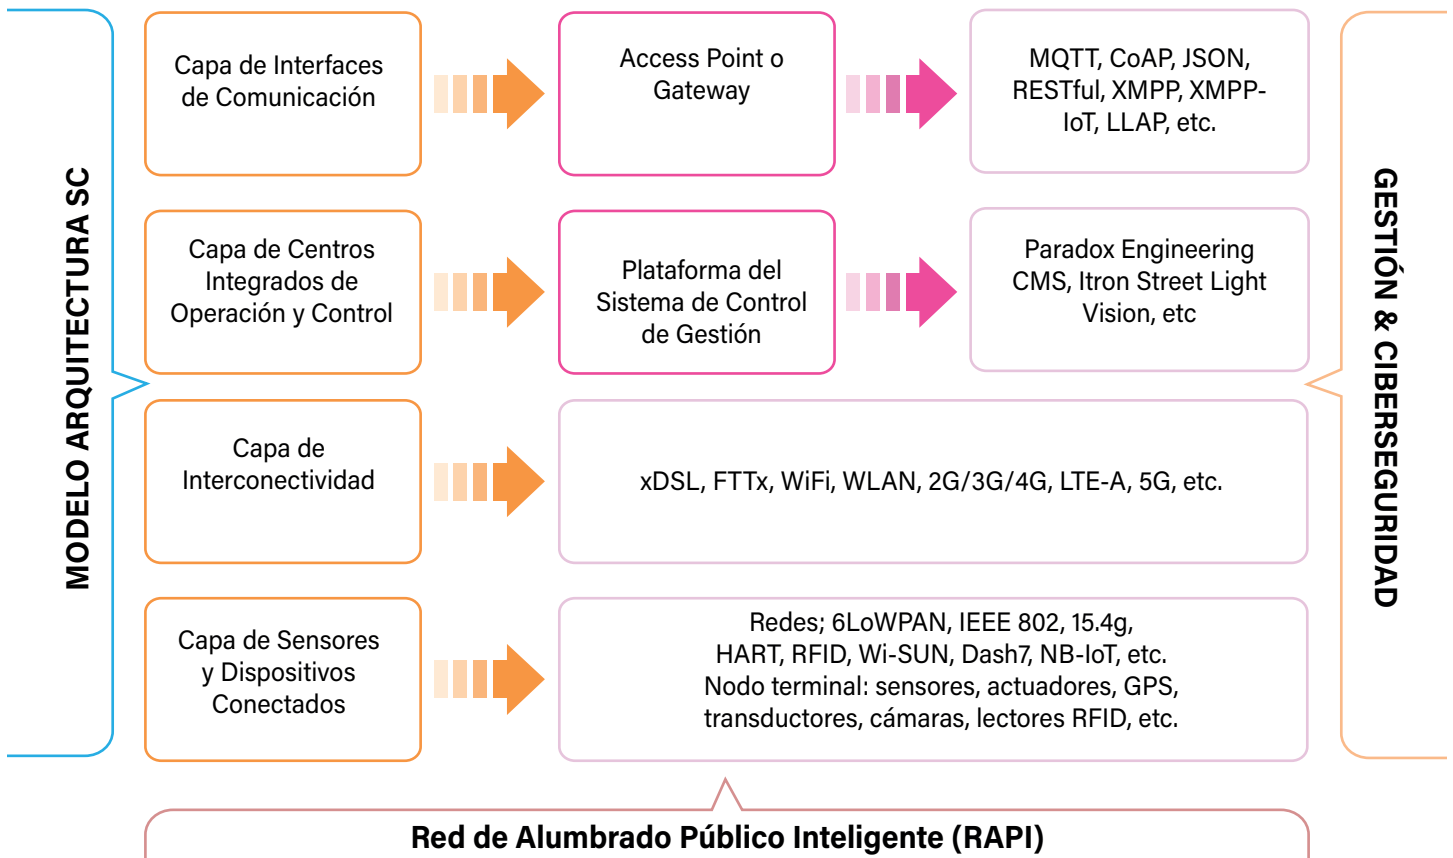 MODELO ARQUITECTURA SC
Capa de Interfaces
de Comunicación
Access Point o
Gateway
MQTT, CoAP, JSON,
RESTful, XMPP, XMPP-
IoT, LLAP, etc.
Capa de Centros
Integrados de
Operación y Control
Plataforma del
Sistema de Control
de Gestión
Paradox Engineering
CMS, Itron Street Light
Vision, etc
Capa de
Interconectividad
xDSL, FTTx, WiFi, WLAN, 2G/3G/4G, LTE-A, 5G, etc.
Capa de Sensores
y Dispositivos
Conectados
Redes; 6LoWPAN, IEEE 802, 15.4g,
HART, RFID, Wi-SUN, Dash7, NB-IoT, etc.
Nodo terminal: sensores, actuadores, GPS,
transductores, cámaras, lectores RFID, etc.
GESTIÓN & CIBERSEGURIDAD
Red de Alumbrado Público Inteligente (RAPI)